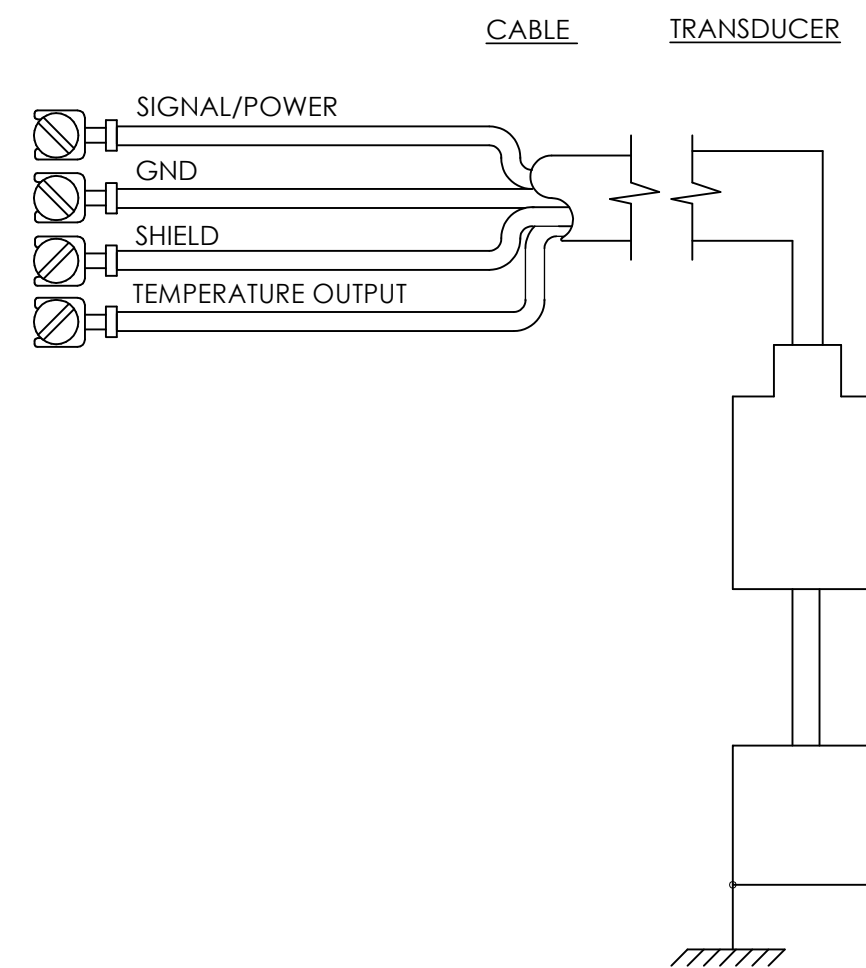 CABLE
TRANSDUCER
SIGNAL/POWER
GND
SHIELD
TEMPERATURE OUTPUT